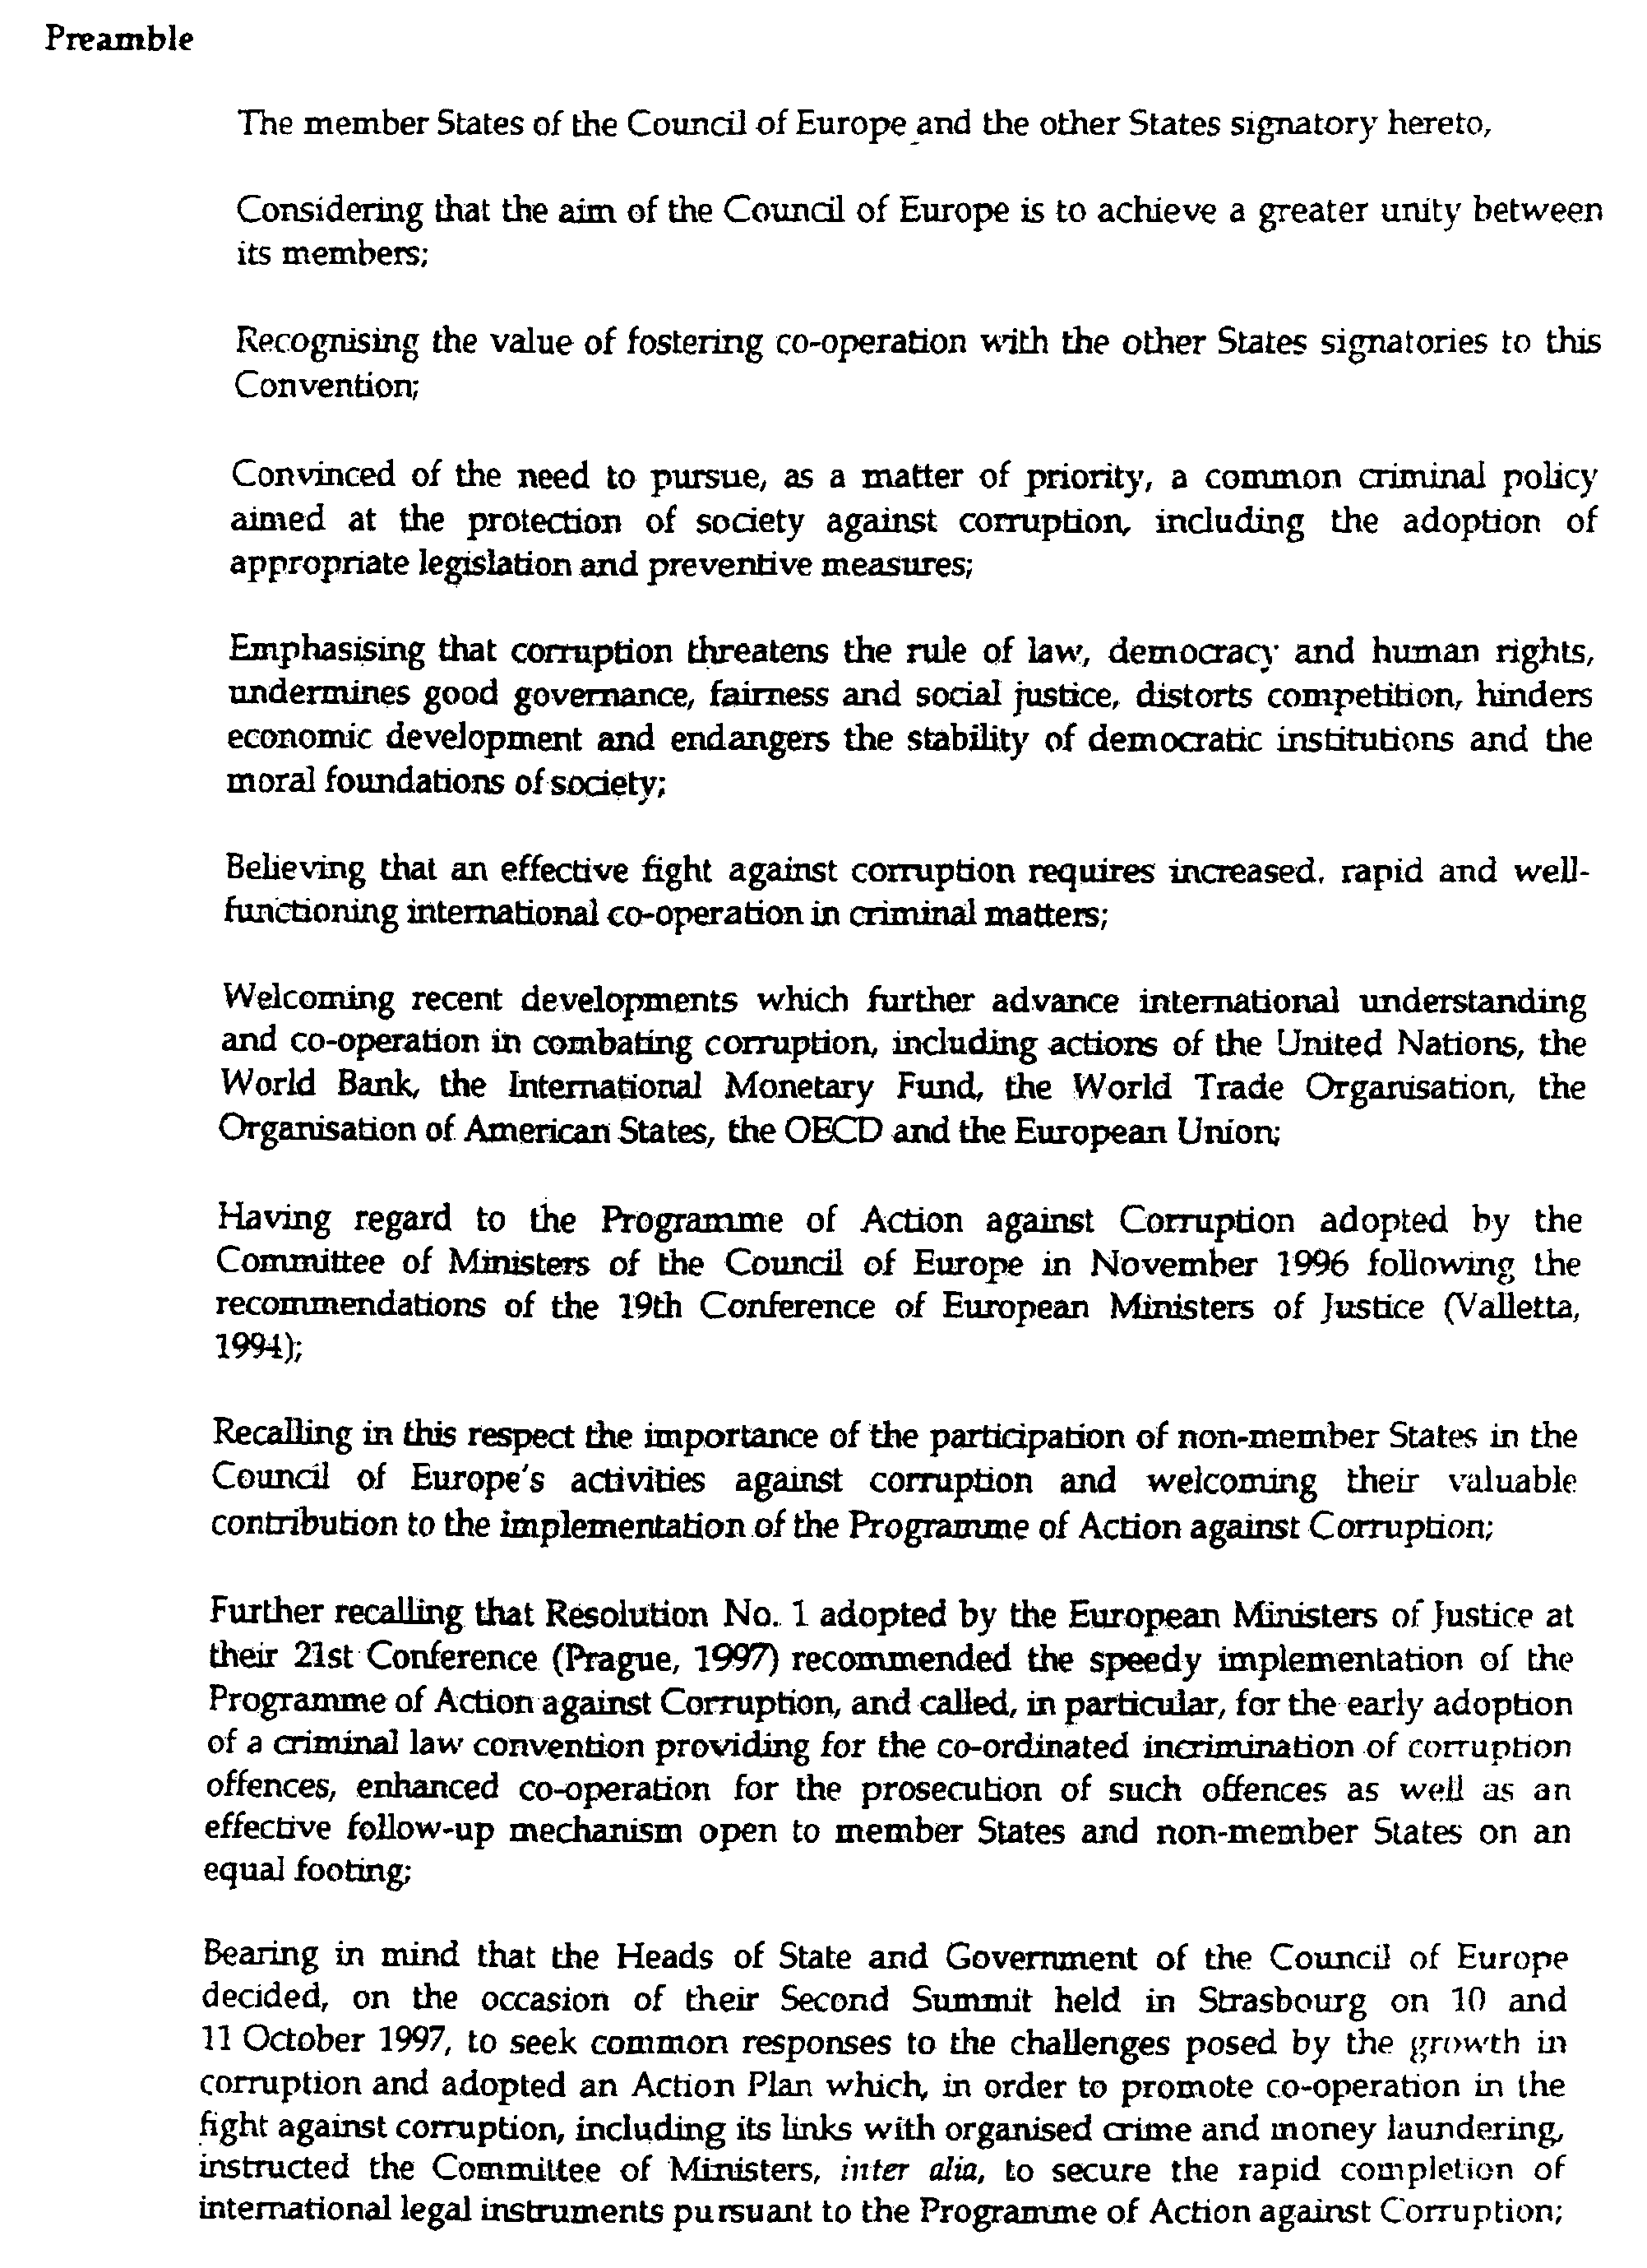 Preamble
The member States of the Council of Europe and the other States signatory hereto,
Considering that the aim of the Council of Europe is to achieve a greater unity between
its members;
Recognising the value of fostering co-operation with the other States signatories to this
Convention;
Convinced of the need to pursue, as a matter of priority, a common criminal policy
aimed at the protection of society against corruption, including the adoption of
appropriate legislation and preventive measures;
Emphasising that corruption threatens the rule of law, democracy and human rights,
undermines good governance, fairness and social justice, distorts competition, hinders
economic development and endangers the stability of democratic institutions and the
moral foundations of society;
Believing that an effective fight against corruption requires increased, rapid and well-
functioning international co-operation in criminal matters;
Welcoming recent developments which further advance international understanding
and co-operation in combating corruption, including actions of the United Nations, the
World Bank, the International Monetary Fund, the World Trade Organisation, the
Organisation of American States, the OECD and the European Union;
Having regard to the Programme of Action against Corruption adopted by the
Committee of Ministers of the Council of Europe in November 1996 following the
recommendations of the 19th Conference of European Ministers of Justice (Valletta,
1994);
Recalling in this respect the importance of the participation of non-member States in the
Council of Europe's activities against corruption and welcoming their valuable
contribution to the implementation of the Programme of Action against Corruption;
Further recalling that Resolution No. 1 adopted by the European Ministers of Justice at
their 21st Conference (Prague, 1997) recommended the speedy implementation of the
Programme of Action against Corruption, and called, in particular, for the early adoption
of a criminal law convention providing for the co-ordinated incrimination of corruption
offences, enhanced co-operation for the prosecution of such offences as well as an
effective follow-up mechanism open to member States and non-member States on an
equal footing;
Bearing in mind that the Heads of State and Government of the Council of Europe
decided, on the occasion of their Second Summit held in Strasbourg on 10 and
11 October 1997, to seek common responses to the challenges posed by the growth in
corruption and adopted an Action Plan which, in order to promote co-operation in the
fight against corruption, including its links with organised crime and money laundering,
instructed the Committee of Ministers, inter alia, to secure the rapid completion of
international legal instruments pursuant to the Programme of Action against Corruption;